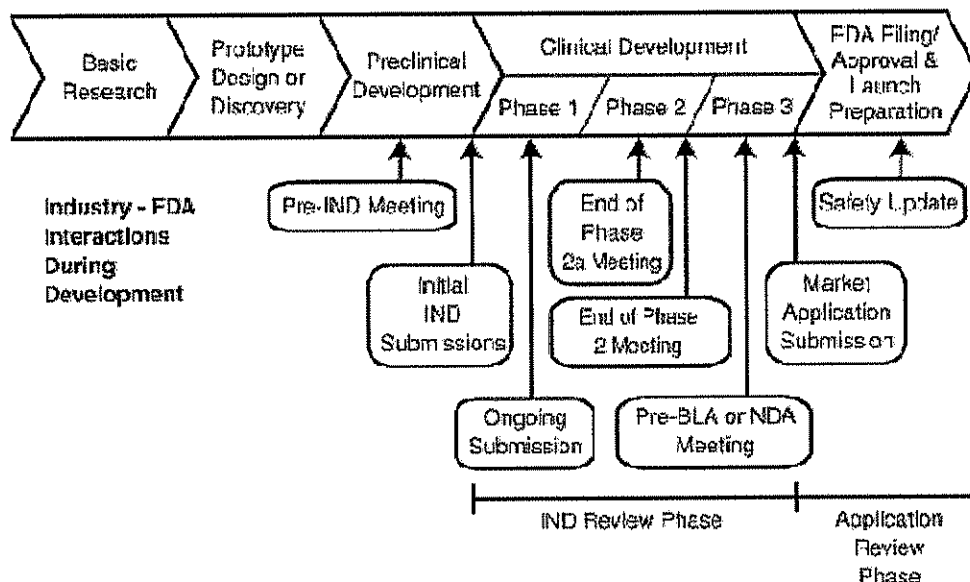 Basic
Research
Prototype
Design or
Discovery
Preclinical
Development
Clinical Development
Phase 1
Phase 2
Phase 3
FDA Filing/
Approval &
Launch
Preparation
Industry - FDA
Interactions
During
Development
Pre-IND Meeting
Initial
IND
Submissions
Ongoing
Submission
End of
Phase
2a Meeting
End of Phase
2 Meeting
Pre-BLA or NDA
Meeting
Market
Application
Submission
Safety Update
IND Review Phase
Application
Review
Phase